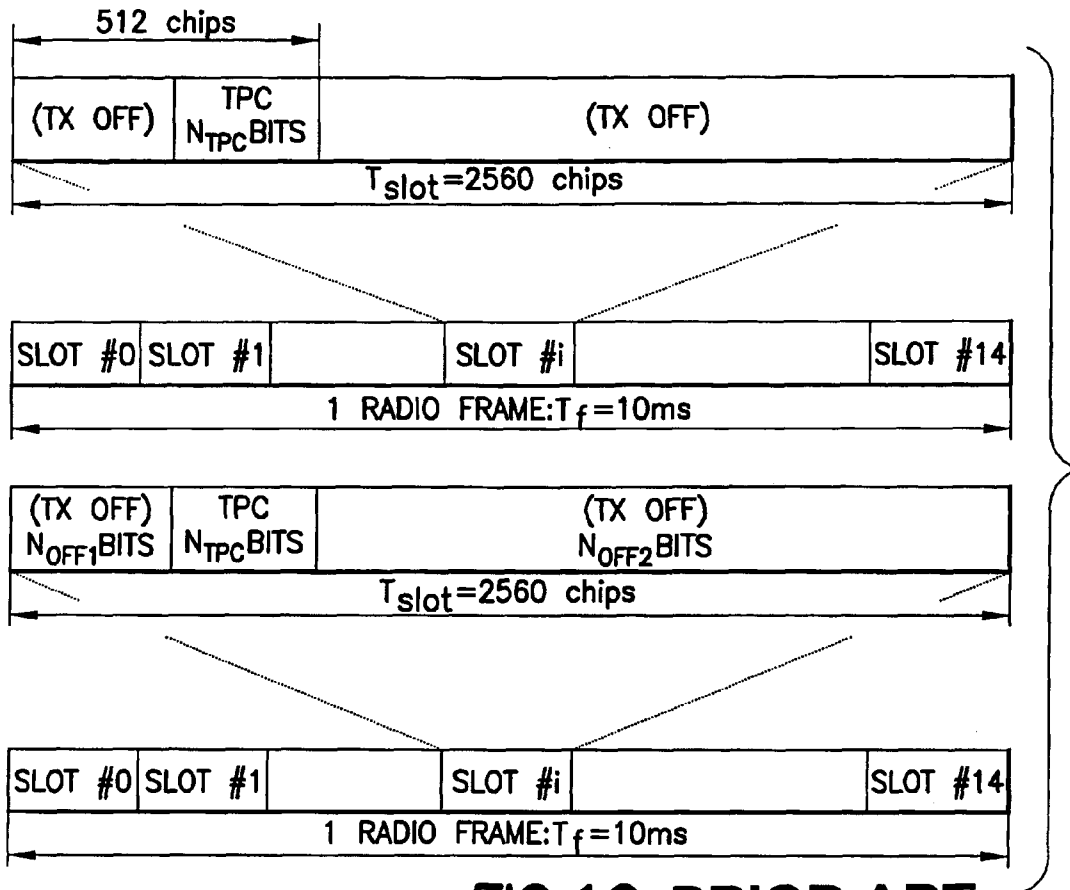 512 chips
(TX OFF)
TPC
N_TPC BITS
(TX OFF)
T_slot=2560 chips
SLOT #0 SLOT #1 SLOT #i SLOT #14
1 RADIO FRAME:T_f=10ms
(TX OFF)
N_OFF1 BITS
TPC
N_TPC BITS
(TX OFF)
N_OFF2 BITS
T_slot=2560 chips
SLOT #0 SLOT #1 SLOT #i SLOT #14
1 RADIO FRAME:T_f=10ms